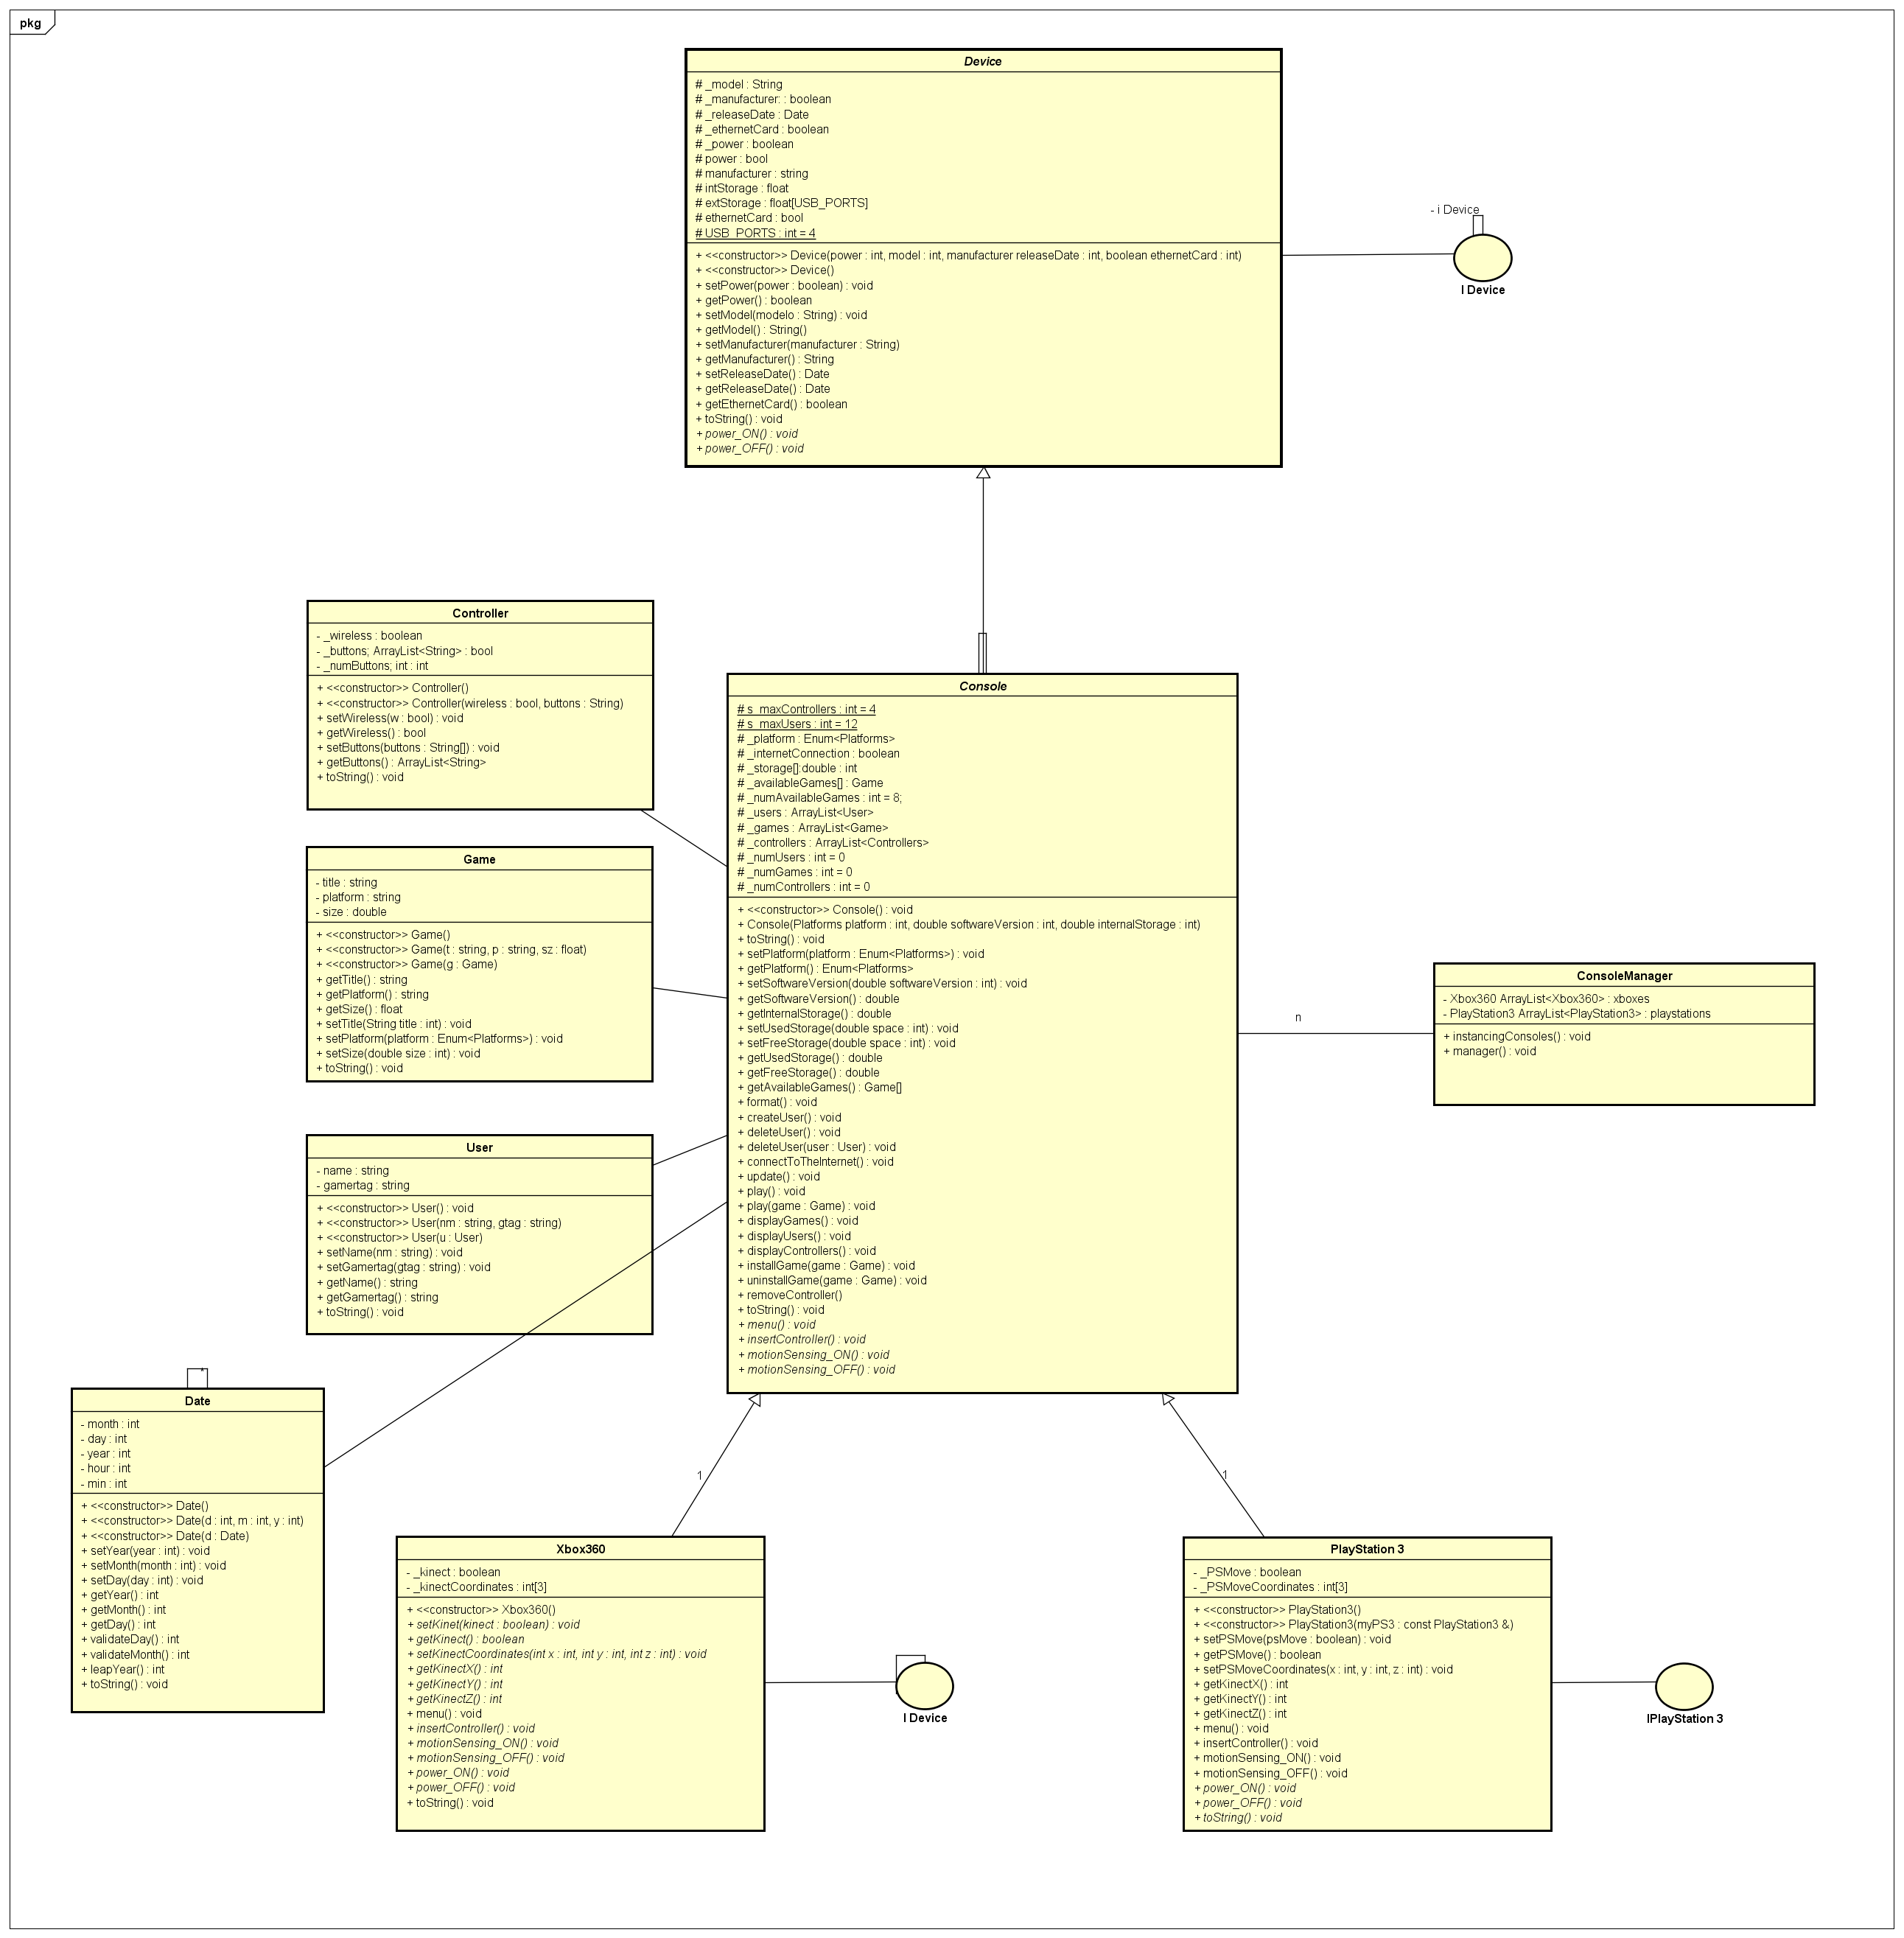 pkg
Device
# _model : String
# _manufacturer: : boolean
# _releaseDate : Date
# _ethernetCard : boolean
# _power : boolean
# power : bool
# manufacturer : string
# intStorage : float
# extStorage : float[USB_PORTS]
# ethernetCard : bool
# USB_PORTS : int = 4
+ <<constructor>> Device(power : int, model : int, manufacturer releaseDate : int, boolean ethernetCard : int)
+ <<constructor>> Device()
+ setPower(power : boolean) : void
+ getPower() : boolean
+ setModel(modelo : String) : void
+ getModel() : String()
+ setManufacturer(manufacturer : String)
+ getManufacturer() : String
+ setReleaseDate() : Date
+ getReleaseDate() : Date
+ getEthernetCard() : boolean
+ toString() : void
+ power_ON() : void
+ power_OFF() : void
- i Device
I Device
Controller
- _wireless : boolean
- _buttons; ArrayList<String> : bool
- _numButtons; int : int
+ <<constructor>> Controller()
+ <<constructor>> Controller(wireless : bool, buttons : String)
+ setWireless(w : bool) : void
+ getWireless() : bool
+ setButtons(buttons : String[]) : void
+ getButtons() : ArrayList<String>
+ toString() : void
Game
- title : string
- platform : string
- size : double
+ <<constructor>> Game()
+ <<constructor>> Game(t : string, p : string, sz : float)
+ <<constructor>> Game(g : Game)
+ getTitle() : string
+ getPlatform() : string
+ getSize() : float
+ setTitle(String title : int) : void
+ setPlatform(platform : Enum<Platforms>) : void
+ setSize(double size : int) : void
+ toString() : void
User
- name : string
- gamertag : string
+ <<constructor>> User() : void
+ <<constructor>> User(nm : string, gtag : string)
+ <<constructor>> User(u : User)
+ setName(nm : string) : void
+ setGamertag(gtag : string) : void
+ getName() : string
+ getGamertag() : string
+ toString() : void
Console
# s_maxControllers : int = 4
# s_maxUsers : int = 12
# _platform : Enum<Platforms>
# _internetConnection : boolean
# _storage[]:double : int
# _availableGames[] : Game
# _numAvailableGames : int = 8;
# _users : ArrayList<User>
# _games : ArrayList<Game>
# _controllers : ArrayList<Controllers>
# _numUsers : int = 0
# _numGames : int = 0
# _numControllers : int = 0
+ <<constructor>> Console() : void
+ Console(Platforms platform : int, double softwareVersion : int, double internalStorage : int)
+ toString() : void
+ setPlatform(platform : Enum<Platforms>) : void
+ getPlatform() : Enum<Platforms>
+ setSoftwareVersion(double softwareVersion : int) : void
+ getSoftwareVersion() : double
+ getInternalStorage() : double
+ setUsedStorage(double space : int) : void
+ setFreeStorage(double space : int) : void
+ getUsedStorage() : double
+ getFreeStorage() : double
+ getAvailableGames() : Game[]
+ format() : void
+ createUser() : void
+ deleteUser() : void
+ deleteUser(user : User) : void
+ connectToTheInternet() : void
+ update() : void
+ play() : void
+ play(game : Game) : void
+ displayGames() : void
+ displayUsers() : void
+ displayControllers() : void
+ installGame(game : Game) : void
+ uninstallGame(game : Game) : void
+ removeController()
+ toString() : void
+ menu() : void
+ insertController() : void
+ motionSensing_ON() : void
+ motionSensing_OFF() : void
n
ConsoleManager
- Xbox360 ArrayList<Xbox360> : xboxes
- PlayStation3 ArrayList<PlayStation3> : playstations
+ instancingConsoles() : void
+ manager() : void
*
Date
- month : int
- day : int
- year : int
- hour : int
- min : int
+ <<constructor>> Date()
+ <<constructor>> Date(d : int, m : int, y : int)
+ <<constructor>> Date(d : Date)
+ setYear(year : int) : void
+ setMonth(month : int) : void
+ setDay(day : int) : void
+ getYear() : int
+ getMonth() : int
+ getDay() : int
+ validateDay() : int
+ validateMonth() : int
+ leapYear() : int
+ toString() : void
1
1
Xbox360
- _kinect : boolean
- _kinectCoordinates : int[3]
+ <<constructor>> Xbox360()
+ setKinet(kinect : boolean) : void
+ getKinect() : boolean
+ setKinectCoordinates(int x : int, int y : int, int z : int) : void
+ getKinectX() : int
+ getKinectY() : int
+ getKinectZ() : int
+ menu() : void
+ insertController() : void
+ motionSensing_ON() : void
+ motionSensing_OFF() : void
+ power_ON() : void
+ power_OFF() : void
+ toString() : void
I Device
PlayStation 3
- _PSMove : boolean
- _PSMoveCoordinates : int[3]
+ <<constructor>> PlayStation3()
+ <<constructor>> PlayStation3(myPS3 : const PlayStation3 &)
+ setPSMove(psMove : boolean) : void
+ getPSMove() : boolean
+ setPSMoveCoordinates(x : int, y : int, z : int) : void
+ getKinectX() : int
+ getKinectY() : int
+ getKinectZ() : int
+ menu() : void
+ insertController() : void
+ motionSensing_ON() : void
+ motionSensing_OFF() : void
+ power_ON() : void
+ power_OFF() : void
+ toString() : void
IPlayStation 3